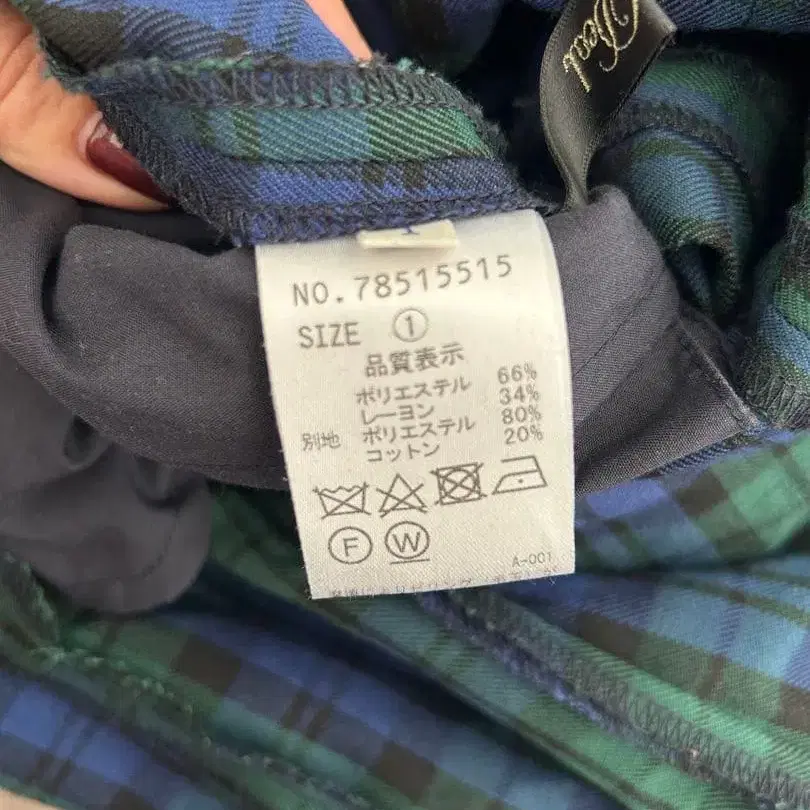 Dent
NO.78515515
SIZE ①
品質表示
ポリエステル 66%
レーヨン 34%
別地 ポリエステル 80%
コットン 20%
F W
A-001